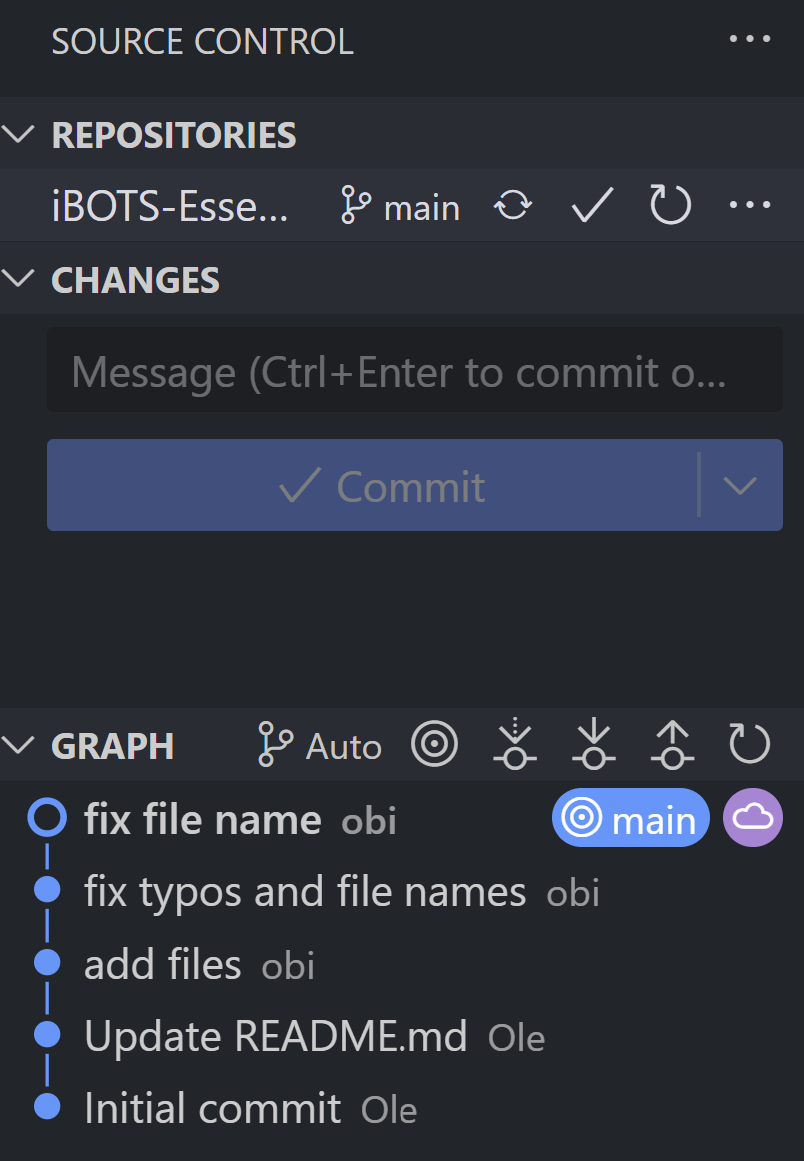 SOURCE CONTROL
REPOSITORIES
iBOTS-Esse... main
CHANGES
Message (Ctrl+Enter to commit o...
Commit
GRAPH Auto
fix file name obi main
fix typos and file names obi
add files obi
Update README.md Ole
Initial commit Ole